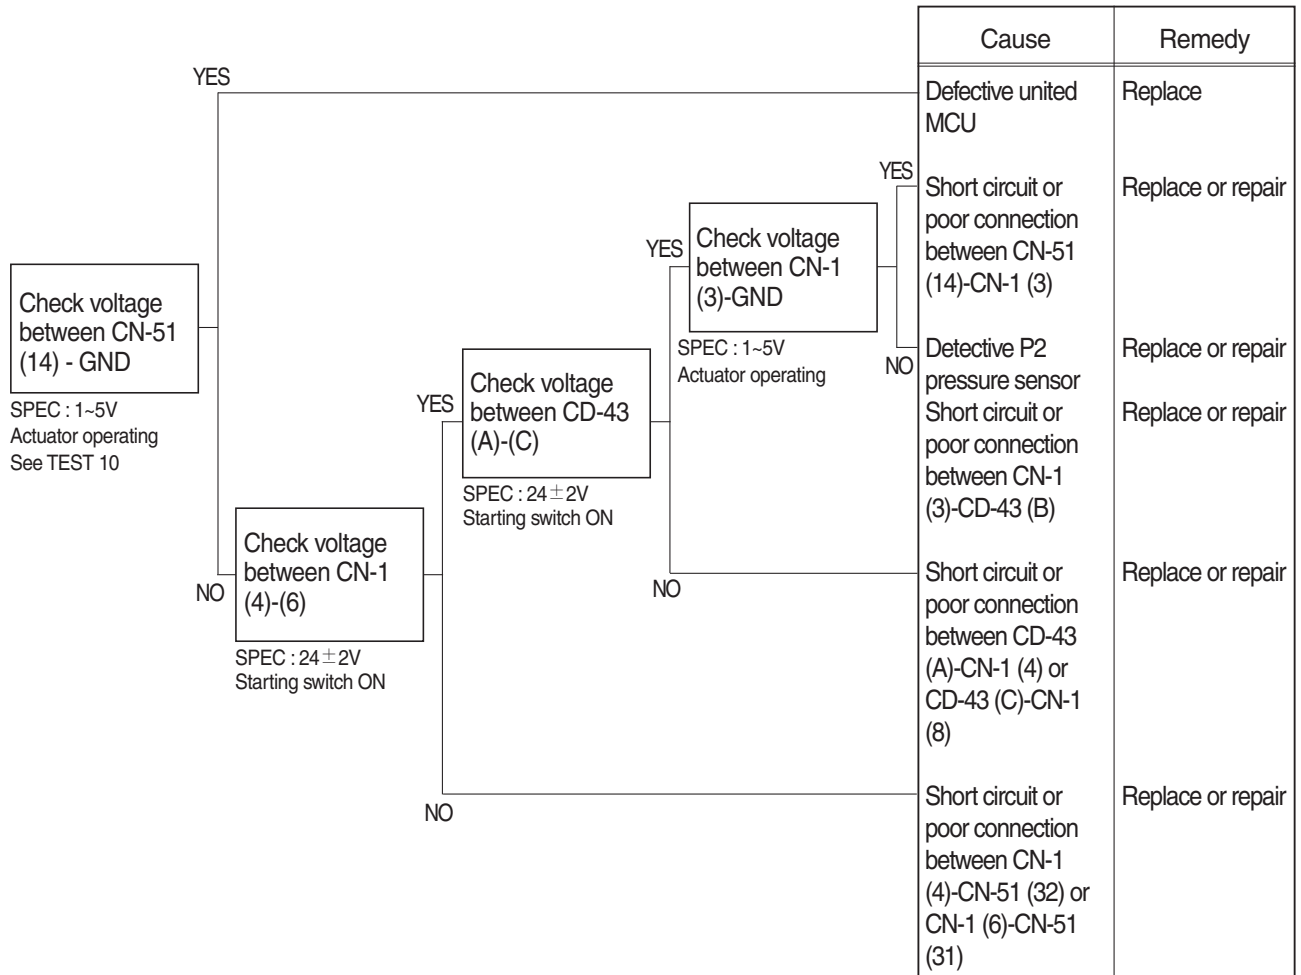 Cause
Remedy
YES
Defective united
MCU
Replace
YES
Short circuit or
poor connection
between CN-51
(14)-CN-1 (3)
Replace or repair
YES
Check voltage
between CN-1
(3)-GND
SPEC : 1~5V
Actuator operating
Check voltage
between CN-51
(14) - GND
SPEC : 1~5V
Actuator operating
See TEST 10
NO
Detective P2
pressure sensor
Replace or repair
Short circuit or
poor connection
between CN-1
(3)-CD-43 (B)
Replace or repair
YES
Check voltage
between CD-43
(A)-(C)
SPEC : 24±2V
Starting switch ON
NO
Check voltage
between CN-1
(4)-(6)
SPEC : 24±2V
Starting switch ON
NO
Short circuit or
poor connection
between CD-43
(A)-CN-1 (4) or
CD-43 (C)-CN-1
(8)
Replace or repair
NO
Short circuit or
poor connection
between CN-1
(4)-CN-51 (32) or
CN-1 (6)-CN-51
(31)
Replace or repair